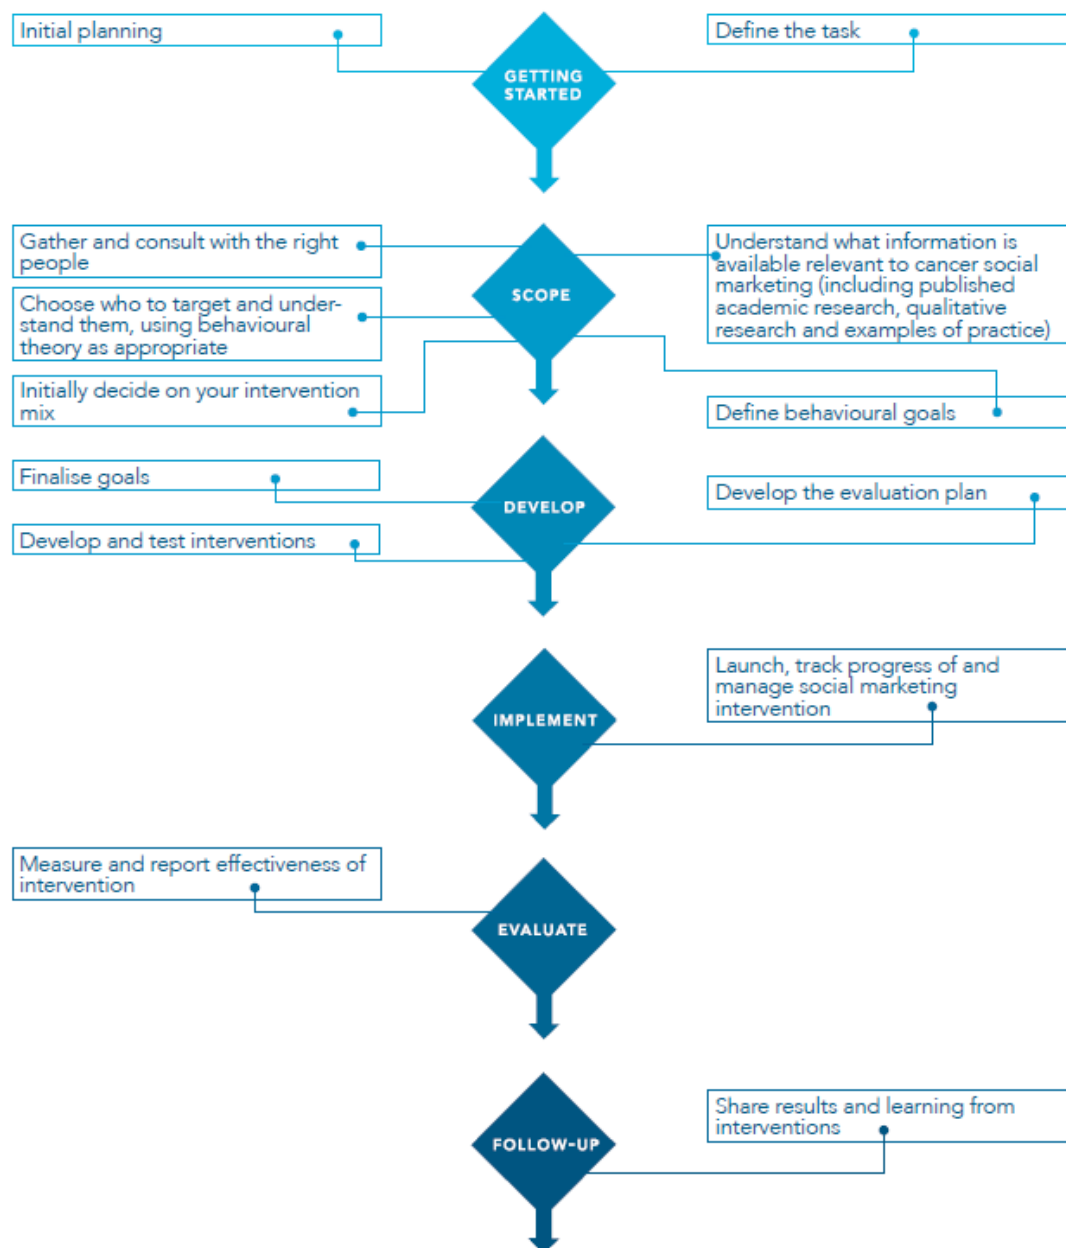 Initial planning
Define the task
GETTING
STARTED
Gather and consult with the right
people
Choose who to target and under-
stand them, using behavioural
theory as appropriate
Initially decide on your intervention
mix
SCOPE
Understand what information is
available relevant to cancer social
marketing (including published
academic research, qualitative
research and examples of practice)
Define behavioural goals
Finalise goals
Develop and test interventions
DEVELOP
Develop the evaluation plan
IMPLEMENT
Launch, track progress of and
manage social marketing
intervention
Measure and report effectiveness of
intervention
EVALUATE
FOLLOW-UP
Share results and learning from
interventions